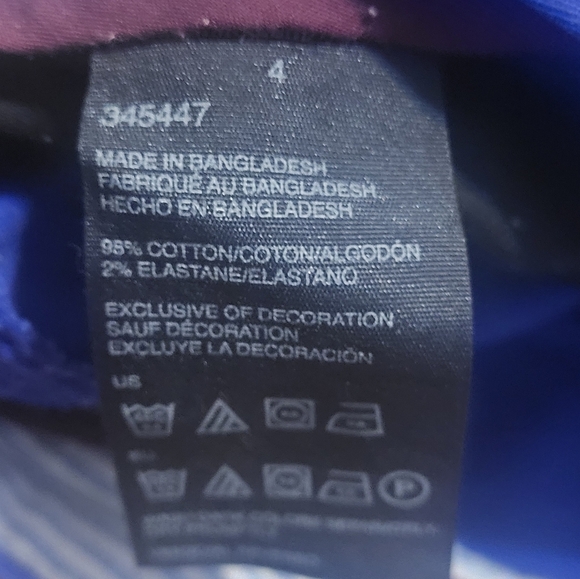 4
345447
MADE IN BANGLADESH
FABRIQUÉ AU BANGLADESH
HECHO EN BANGLADESH
98% COTTON/COTON/ALGODÓN
2% ELASTANE/ELASTANO
EXCLUSIVE OF DECORATION
SAUF DÉCORATION
EXCLUYE LA DECORACIÓN
US
P